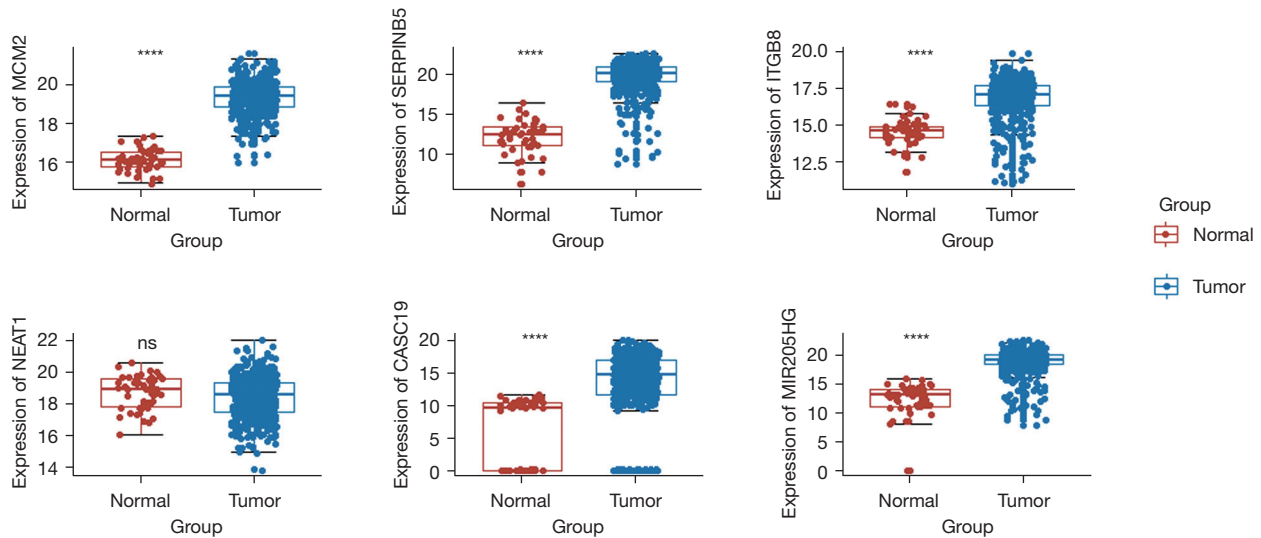 Expression of MCM2
20
18
16
****
Normal
Tumor
Group
Expression of SERPINB5
20
15
10
****
Normal
Tumor
Group
Expression of ITGB8
20.0
17.5
15.0
12.5
****
Normal
Tumor
Group
Group
Normal
Tumor
Expression of NEAT1
22
20
18
16
14
ns
Normal
Tumor
Group
Expression of CASC19
20
15
10
5
0
****
Normal
Tumor
Group
Expression of MIR205HG
20
15
10
5
0
****
Normal
Tumor
Group